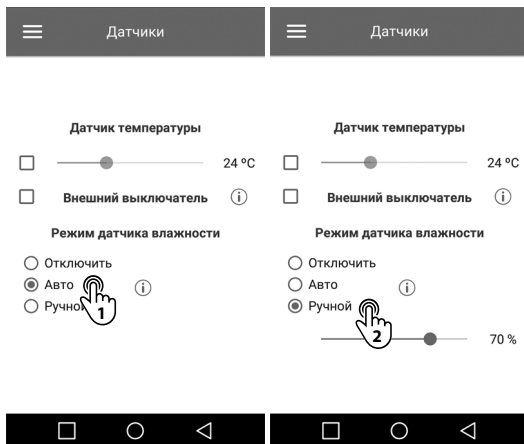 Датчики
Датчик температуры
24 ºC
Внешний выключатель
Режим датчика влажности
Отключить
Авто
Ручной
1
Датчики
Датчик температуры
24 ºC
Внешний выключатель
Режим датчика влажности
Отключить
Авто
Ручной
2
70 %